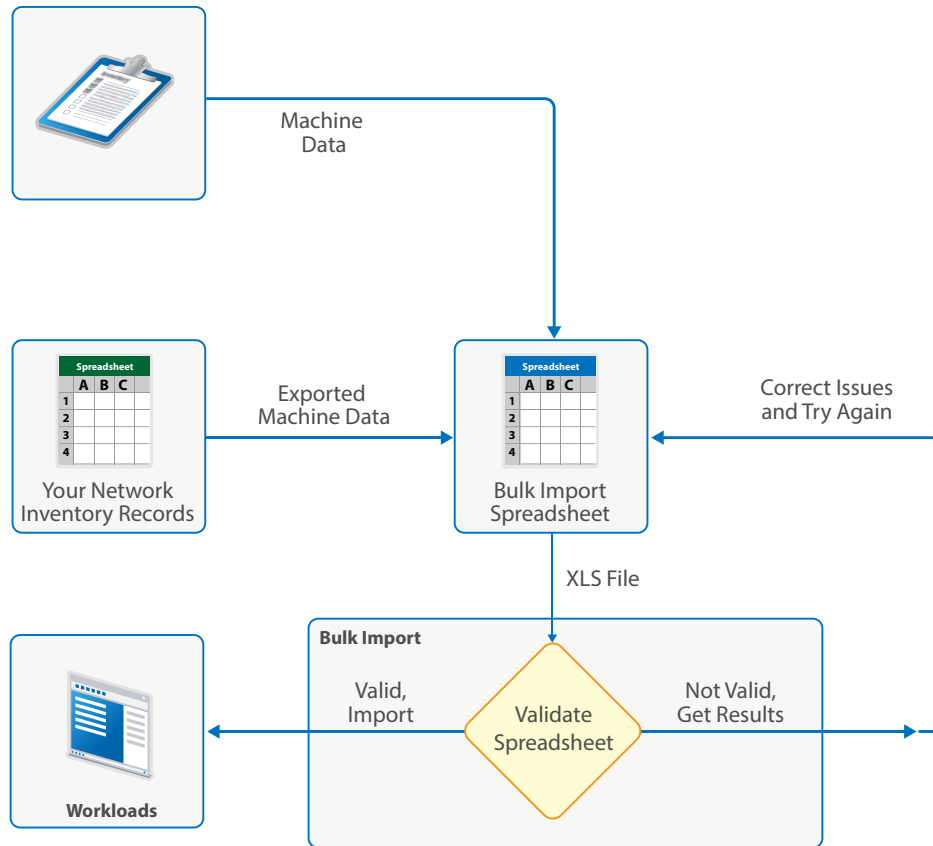 Machine
Data
Spreadsheet
A B C
1
2
3
4
Your Network
Inventory Records
Exported
Machine Data
Spreadsheet
A B C
1
2
3
4
Bulk Import
Spreadsheet
Correct Issues
and Try Again
XLS File
Bulk Import
Workloads
Valid,
Import
Validate
Spreadsheet
Not Valid,
Get Results